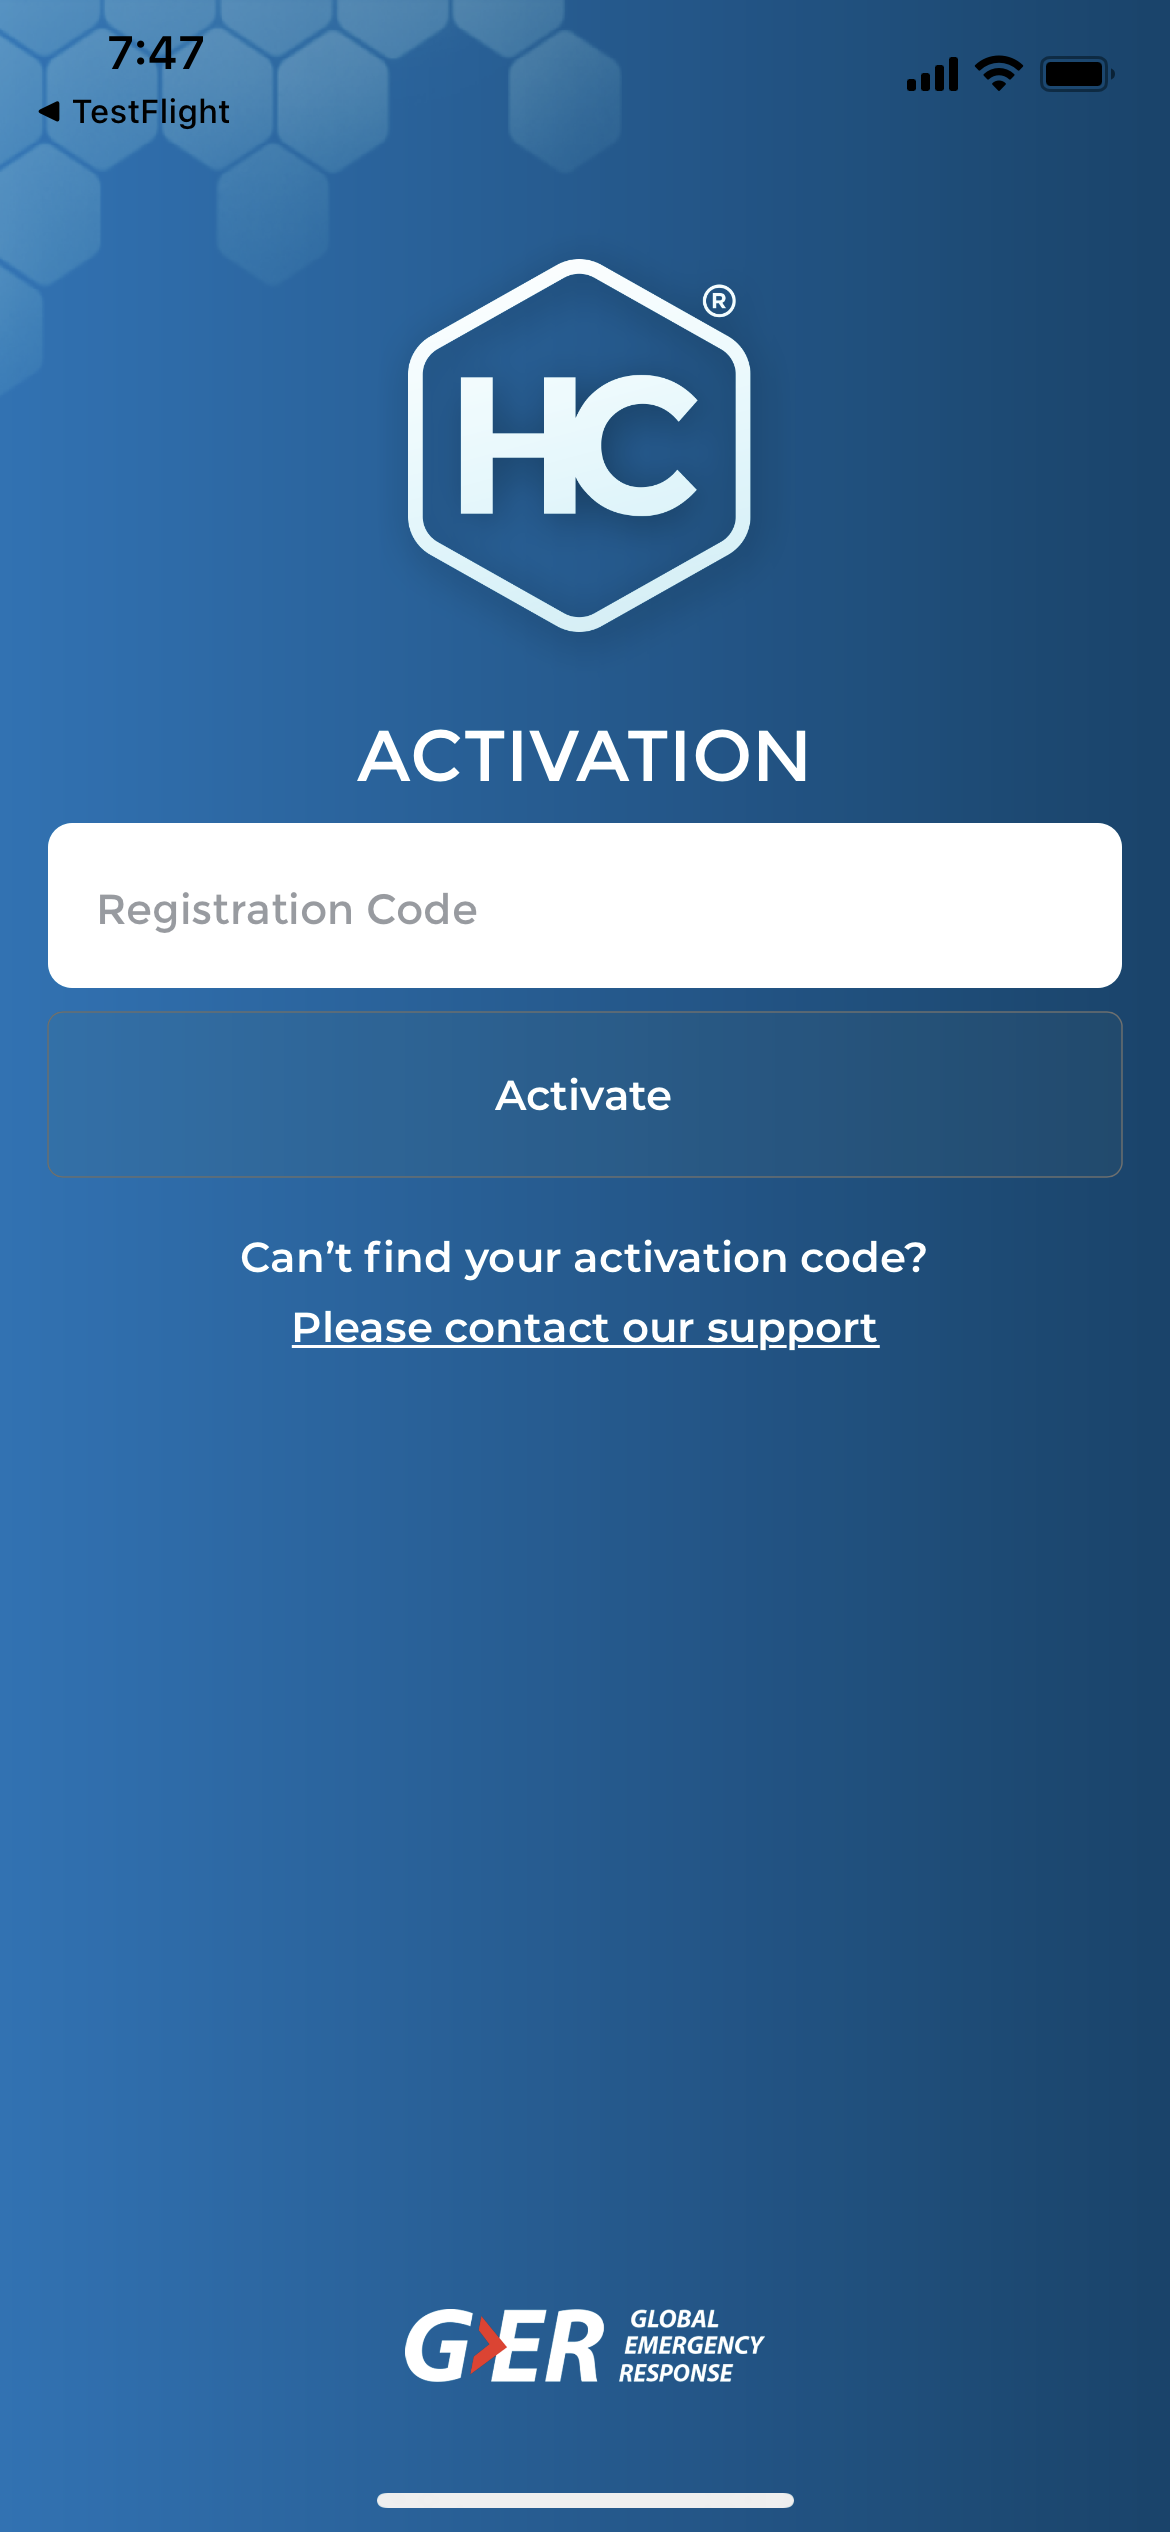 7:47
◀ TestFlight
HC®
ACTIVATION
Registration Code
Activate
Can’t find your activation code?
Please contact our support
GER
GLOBAL
EMERGENCY
RESPONSE